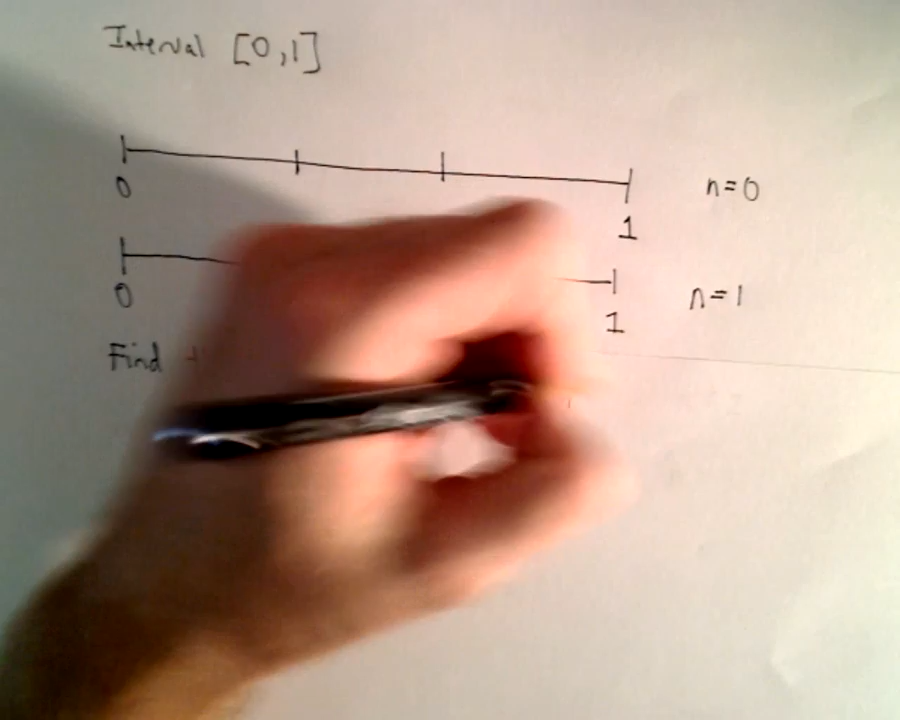 Interval [0,1]
n=0
0
1
n=1
0
1
Find